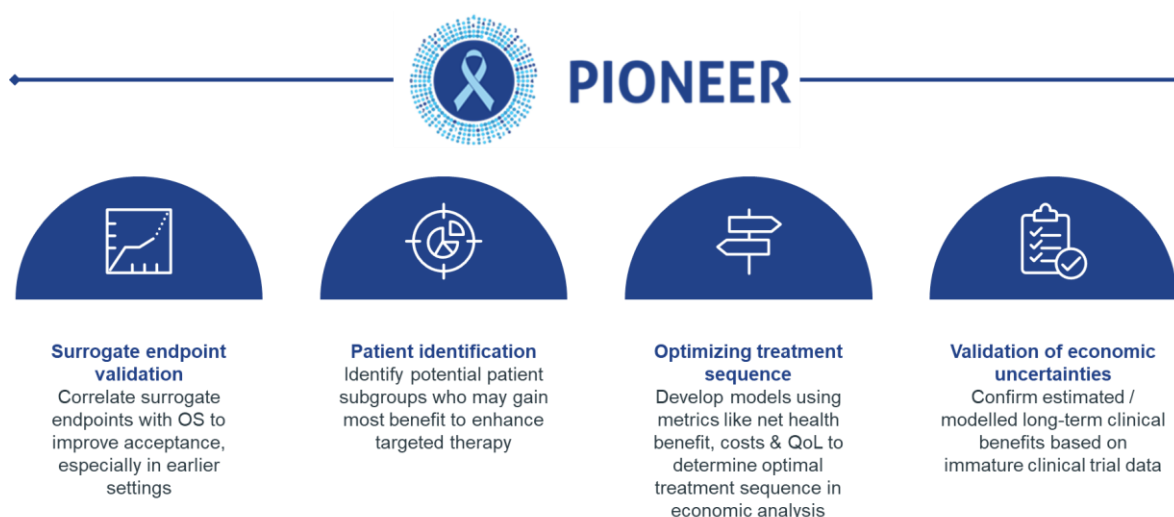 PIONEER
Surrogate endpoint
validation
Correlate surrogate
endpoints with OS to
improve acceptance,
especially in earlier
settings
Patient identification
Identify potential patient
subgroups who may gain
most benefit to enhance
targeted therapy
Optimizing treatment
sequence
Develop models using
metrics like net health
benefit, costs & QoL to
determine optimal
treatment sequence in
economic analysis
Validation of economic
uncertainties
Confirm estimated /
modelled long-term clinical
benefits based on
immature clinical trial data